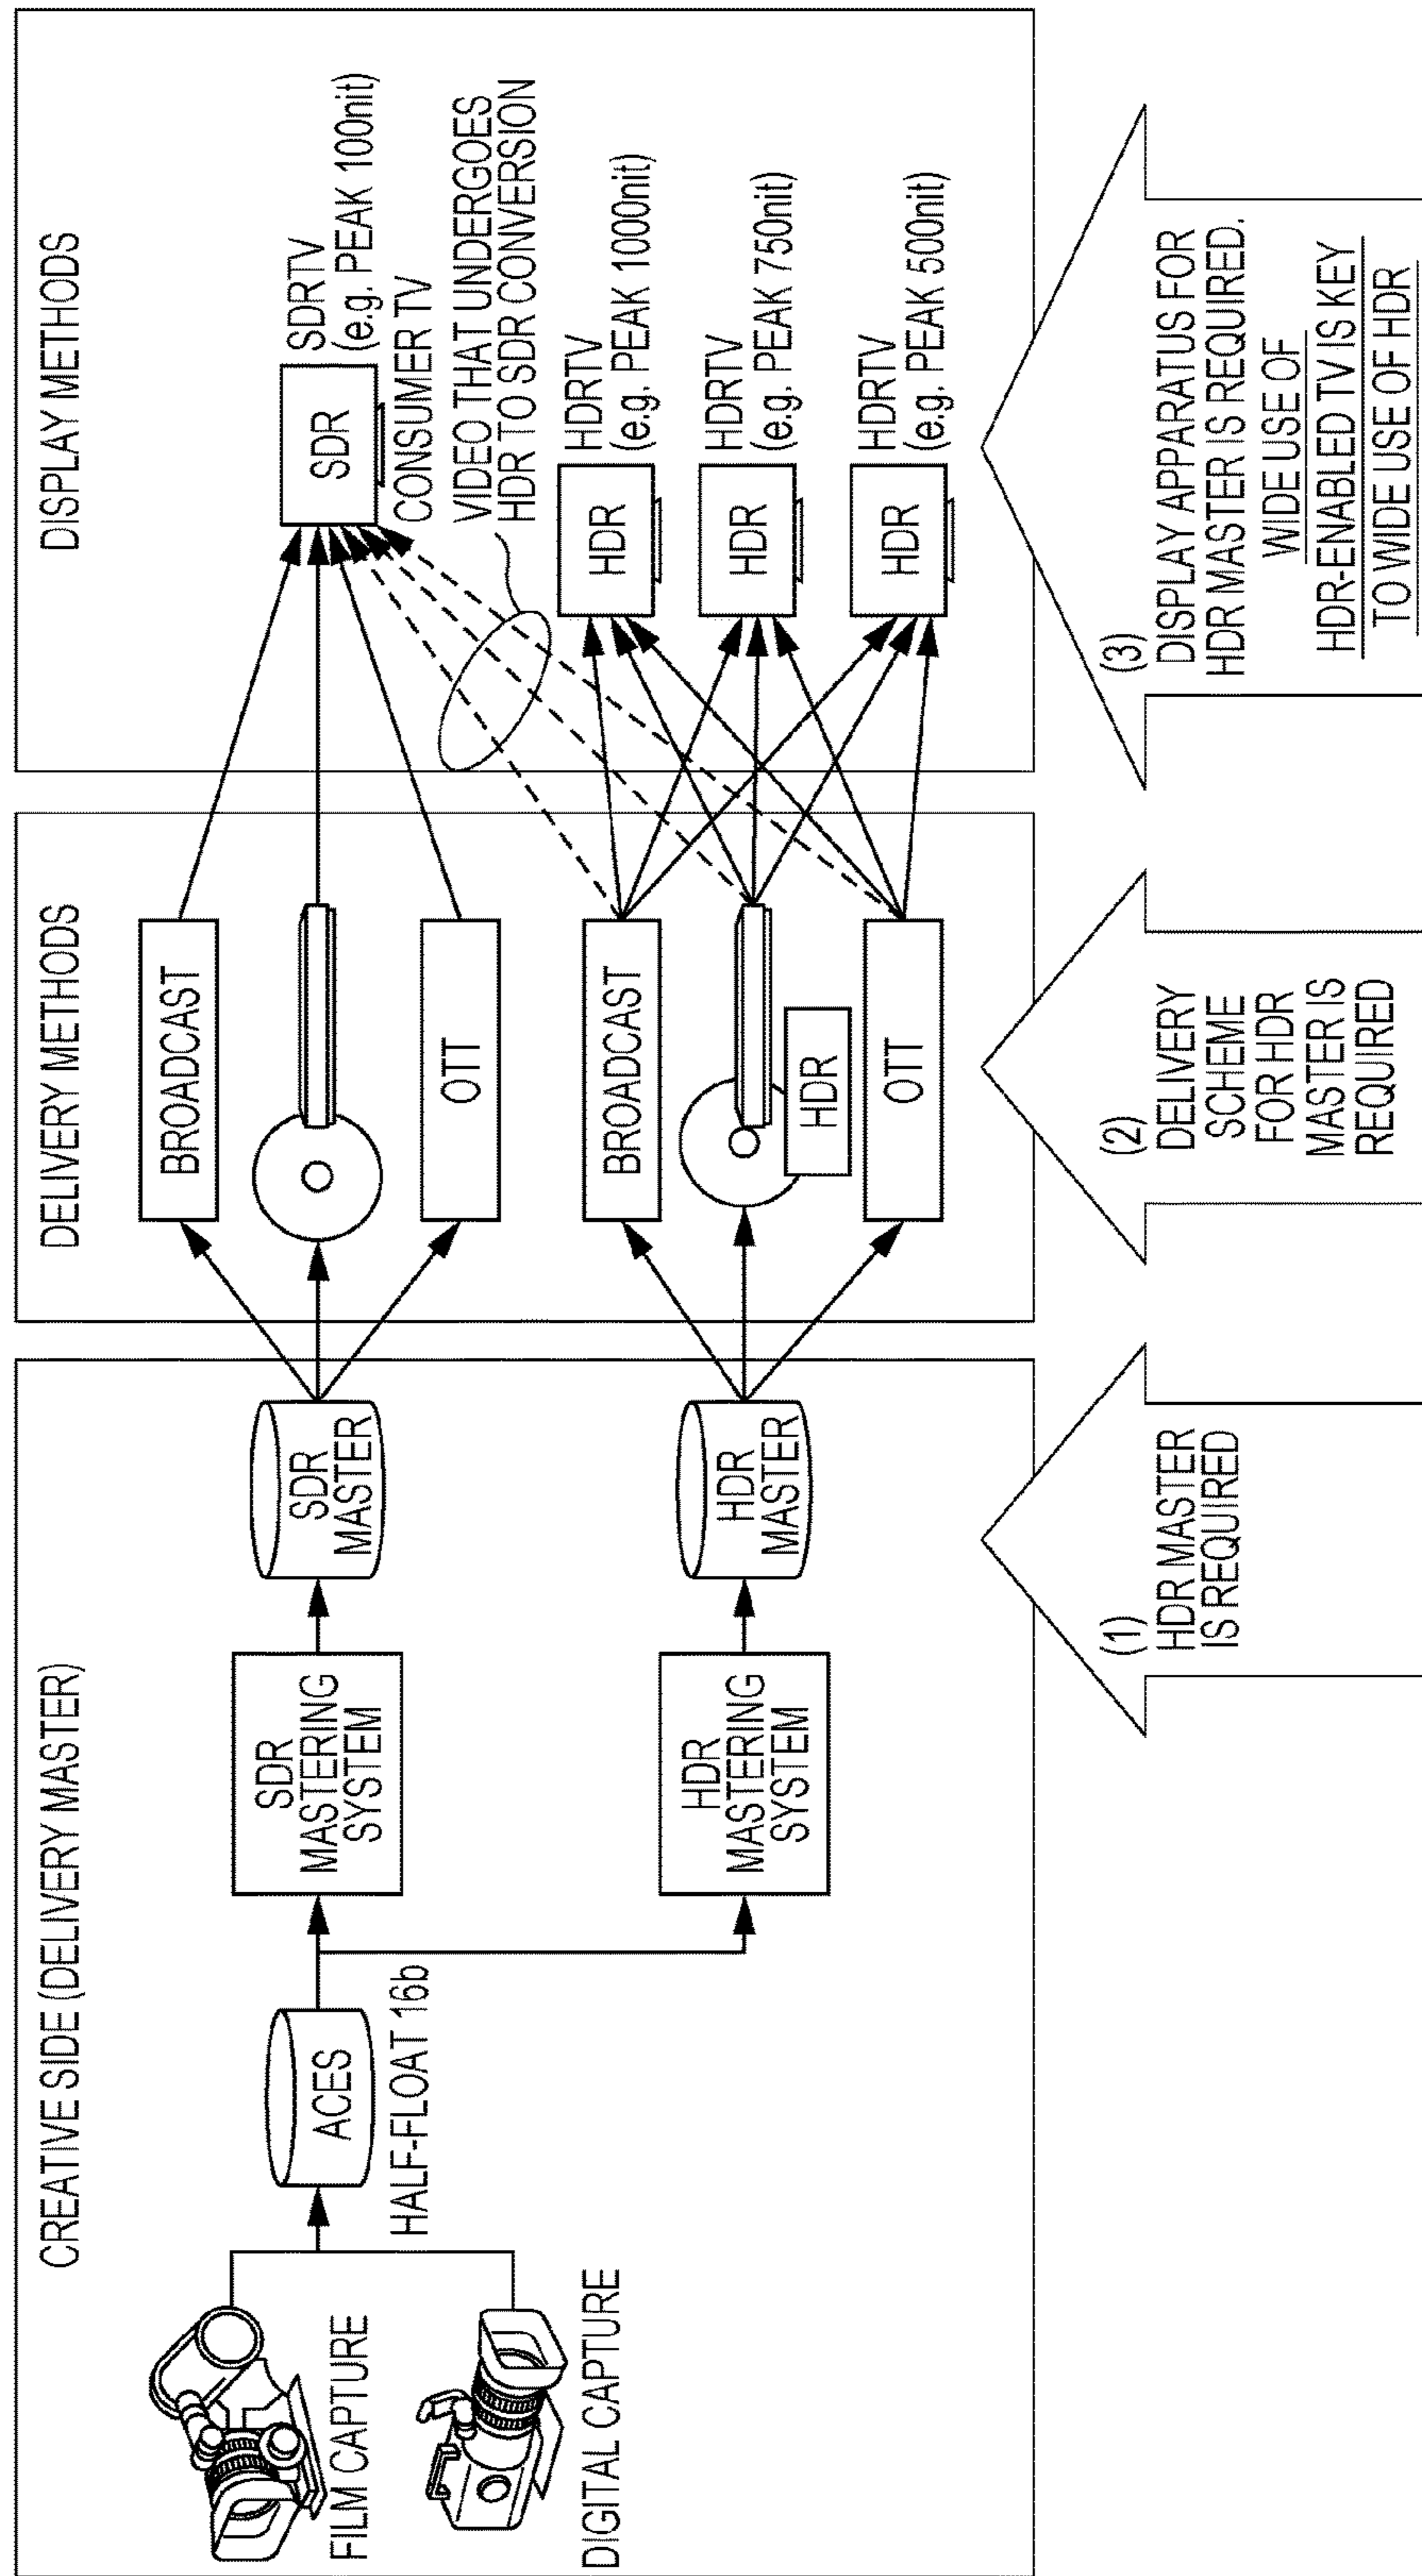 CREATIVE SIDE (DELIVERY MASTER)
FILM CAPTURE
DIGITAL CAPTURE
ACES
HALF-FLOAT 16b
SDR
MASTERING
SYSTEM
SDR
MASTER
HDR
MASTERING
SYSTEM
HDR
MASTER
DELIVERY METHODS
BROADCAST
OTT
BROADCAST
HDR
OTT
DISPLAY METHODS
SDR
SDRTV
(e.g. PEAK 100nit)
CONSUMER TV
VIDEO THAT UNDERGOES
HDR TO SDR CONVERSION
HDR
HDRTV
(e.g. PEAK 1000nit)
HDR
HDRTV
(e.g. PEAK 750nit)
HDR
HDRTV
(e.g. PEAK 500nit)
(1)
HDR MASTER
IS REQUIRED
(2)
DELIVERY
SCHEME
FOR HDR
MASTER IS
REQUIRED
(3)
DISPLAY APPARATUS FOR
HDR MASTER IS REQUIRED.
WIDE USE OF
HDR-ENABLED TV IS KEY
TO WIDE USE OF HDR